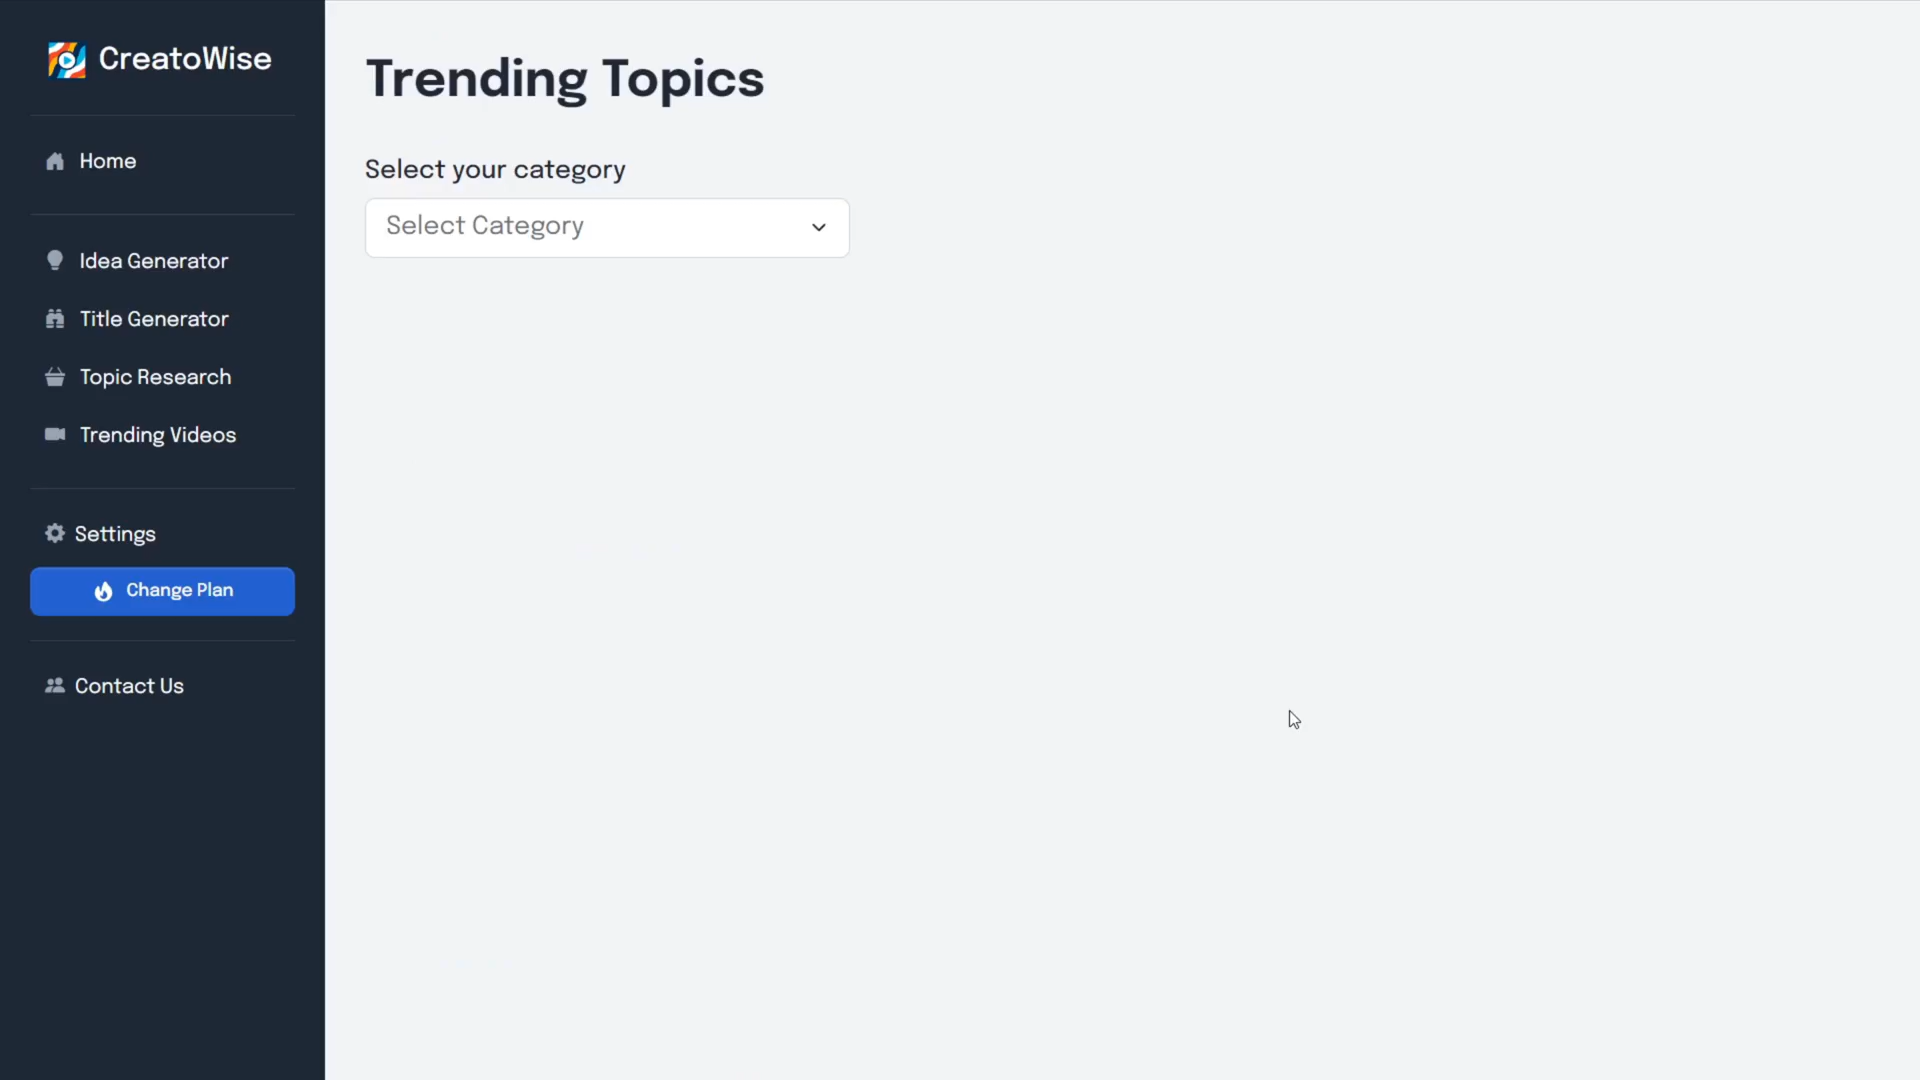 CreatoWise
Home
Idea Generator
Title Generator
Topic Research
Trending Videos
Settings
Change Plan
Contact Us
Trending Topics
Select your category
Select Category